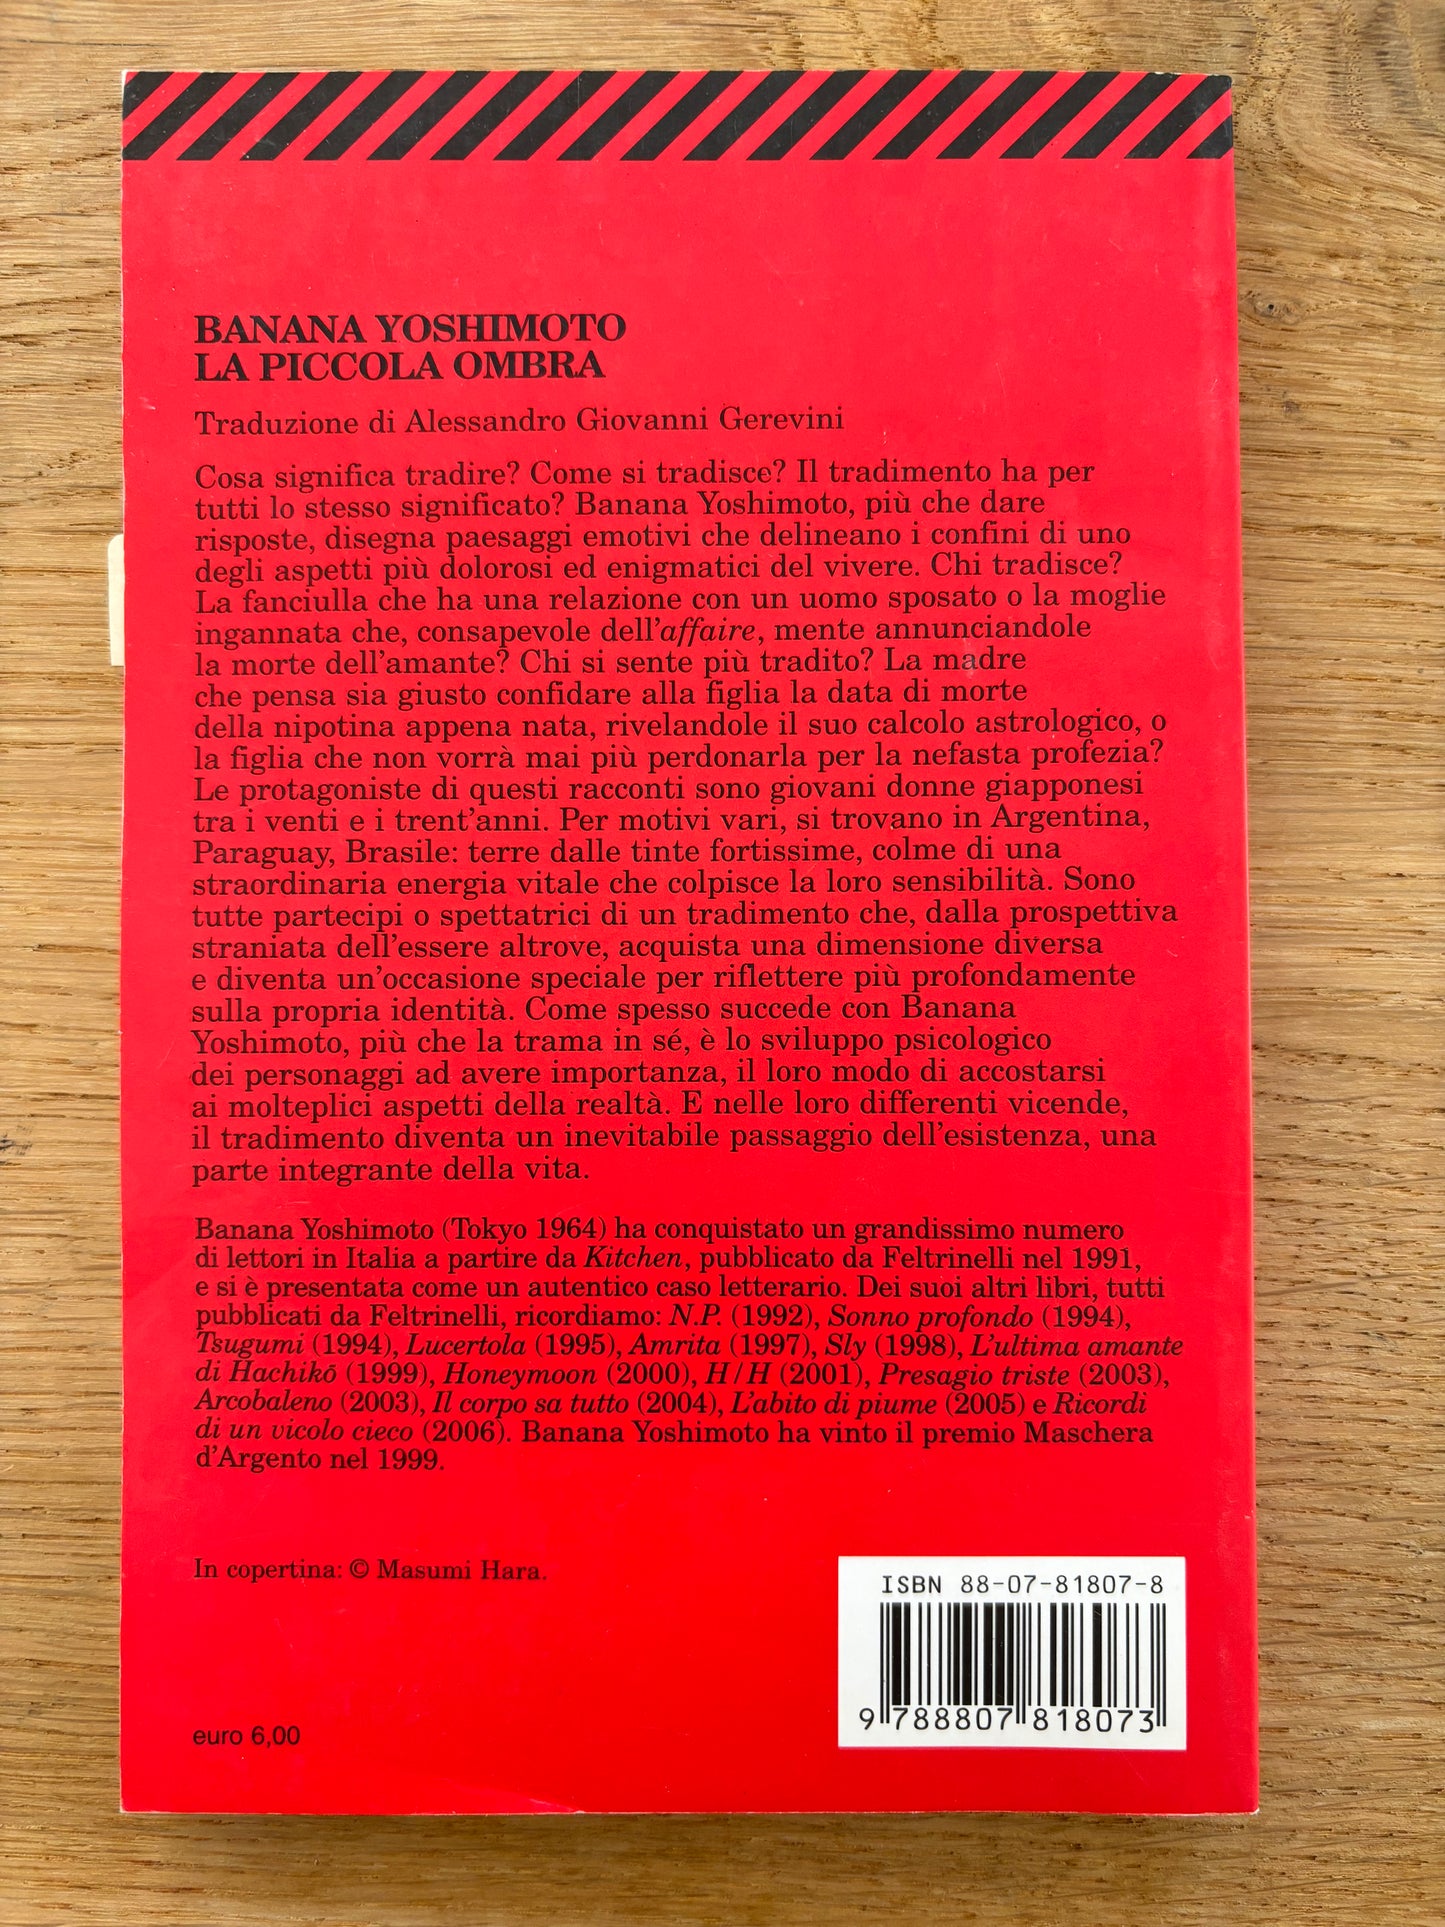 BANANA YOSHIMOTO
LA PICCOLA OMBRA
Traduzione di Alessandro Giovanni Gerevini
Cosa significa tradire? Come si tradisce? Il tradimento ha per
tutti lo stesso significato? Banana Yoshimoto, più che dare
risposte, disegna paesaggi emotivi che delineano i confini di uno
degli aspetti più dolorosi ed enigmatici del vivere. Chi tradisce?
La fanciulla che ha una relazione con un uomo sposato o la moglie
ingannata che, consapevole dell'affaire, mente annunciandole
la morte dell'amante? Chi si sente più tradito? La madre
che pensa sia giusto confidare alla figlia la data di morte
della nipotina appena nata, rivelandole il suo calcolo astrologico, o
la figlia che non vorrà mai più perdonarla per la nefasta profezia?
Le protagoniste di questi racconti sono giovani donne giapponesi
tra i venti e i trent'anni. Per motivi vari, si trovano in Argentina,
Paraguay, Brasile: terre dalle tinte fortissime, colme di una
straordinaria energia vitale che colpisce la loro sensibilità. Sono
tutte partecipi o spettatrici di un tradimento che, dalla prospettiva
straniata dell'essere altrove, acquista una dimensione diversa
e diventa un'occasione speciale per riflettere più profondamente
sulla propria identità. Come spesso succede con Banana
Yoshimoto, più che la trama in sé, è lo sviluppo psicologico
dei personaggi ad avere importanza, il loro modo di accostarsi
ai molteplici aspetti della realtà. E nelle loro differenti vicende,
il tradimento diventa un inevitabile passaggio dell'esistenza, una
parte integrante della vita.
Banana Yoshimoto (Tokyo 1964) ha conquistato un grandissimo numero
di lettori in Italia a partire da Kitchen, pubblicato da Feltrinelli nel 1991,
e si è presentata come un autentico caso letterario. Dei suoi altri libri, tutti
pubblicati da Feltrinelli, ricordiamo: N.P. (1992), Sonno profondo (1994),
Tsugumi (1994), Lucertola (1995), Amrita (1997), Sly (1998), L'ultima amante
di Hachikō (1999), Honeymoon (2000), H/H (2001), Presagio triste (2003),
Arcobaleno (2003), Il corpo sa tutto (2004), L'abito di piume (2005) e Ricordi
di un vicolo cieco (2006). Banana Yoshimoto ha vinto il premio Maschera
d'Argento nel 1999.
In copertina: © Masumi Hara.
ISBN 88-07-81807-8
9 788807 818073
euro 6,00